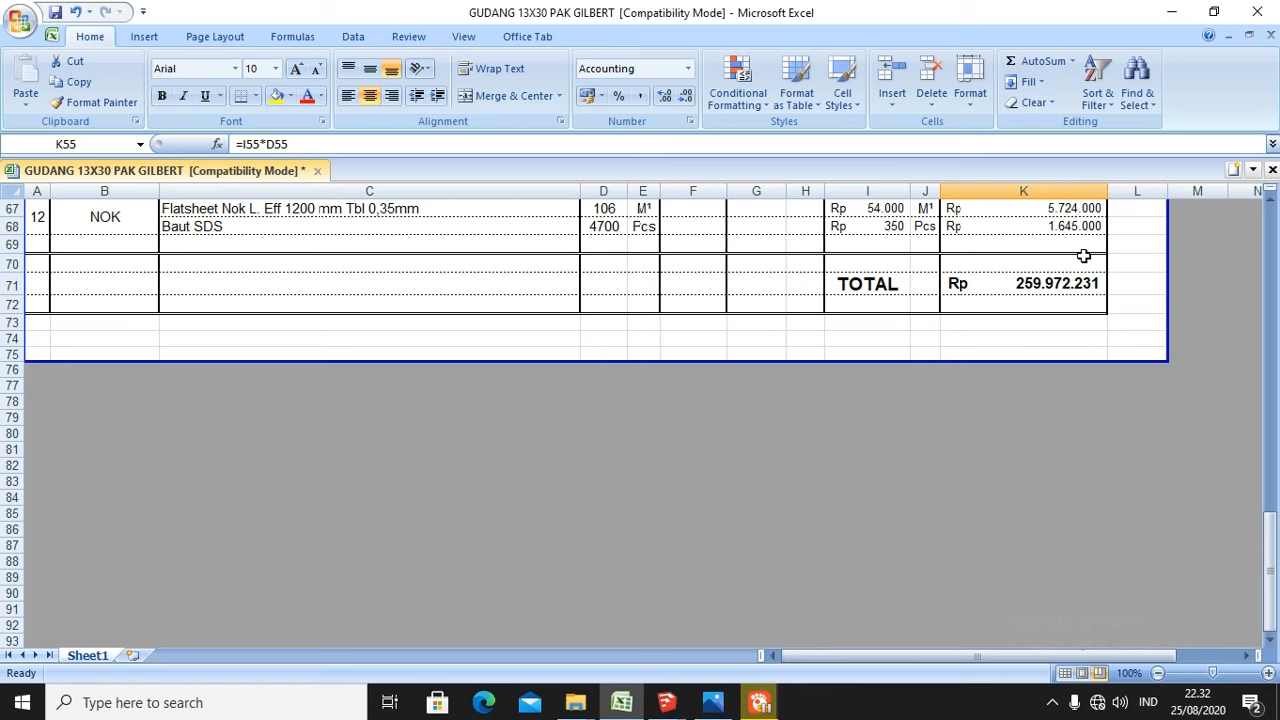 GUDANG 13X30 PAK GILBERT [Compatibility Mode] - Microsoft Excel
Home Insert Page Layout Formulas Data Review View Office Tab
Paste Cut Copy Format Painter Clipboard
Arial 10 A A B I U A Font
Wrap Text Merge & Center Alignment
Accounting % , Number
Conditional Formatting Format as Table Cell Styles Styles
Insert Delete Format Cells
Σ AutoSum Fill Clear Sort & Filter Find & Select Editing
K55 fx =I55*D55
GUDANG 13X30 PAK GILBERT [Compatibility Mode] *
A B C D E F G H I J K L M N
67 Flatsheet Nok L. Eff 1200 mm Tbl 0,35mm 106 M¹ Rp 54.000 M¹ Rp 5.724.000
12 NOK
68 Baut SDS 4700 Pcs Rp 350 Pcs Rp 1.645.000
69
70
71 TOTAL Rp 259.972.231
72
73
74
75
76
77
78
79
80
81
82
83
84
85
86
87
88
89
90
91
92
93
Sheet1
Ready 100%
Type here to search IND 22.32
25/08/2020 2